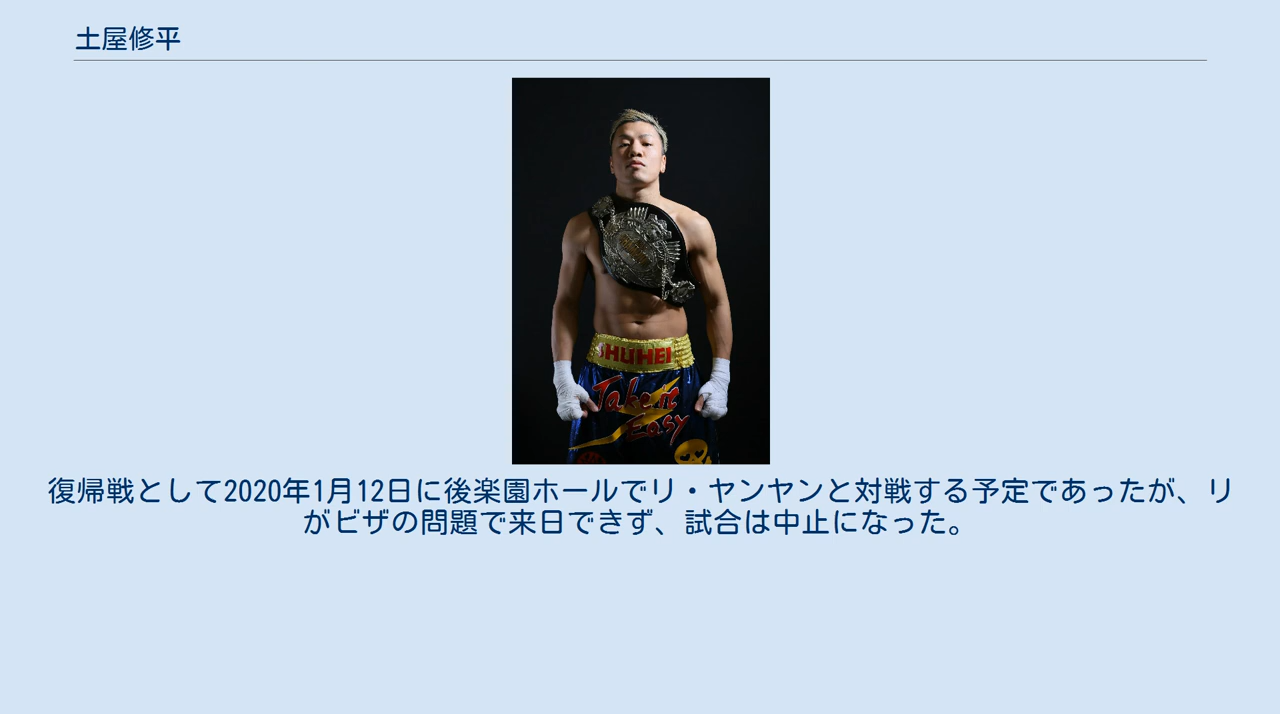 土屋修平
SHUHEI
Take it
Easy
復帰戦として2020年1月12日に後楽園ホールでリ・ヤンヤンと対戦する予定であったが、リ
がビザの問題で来日できず、試合は中止になった。